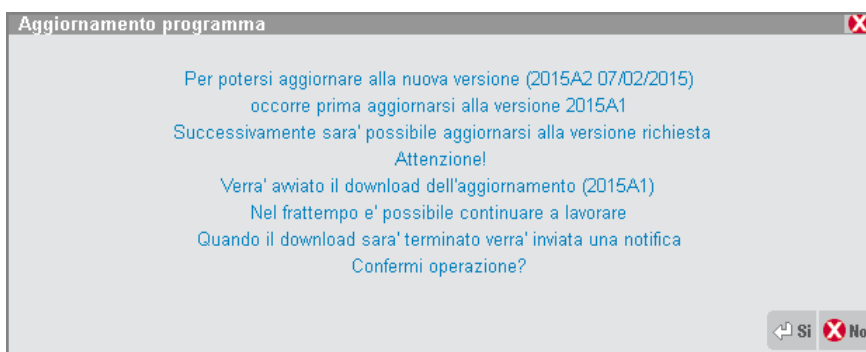 Aggiornamento programma
Per potersi aggiornare alla nuova versione (2015A2 07/02/2015)
occorre prima aggiornarsi alla versione 2015A1
Successivamente sara' possibile aggiornarsi alla versione richiesta
Attenzione!
Verra' avviato il download dell'aggiornamento (2015A1)
Nel frattempo e' possibile continuare a lavorare
Quando il download sara' terminato verra' inviata una notifica
Confermi operazione?
Si No